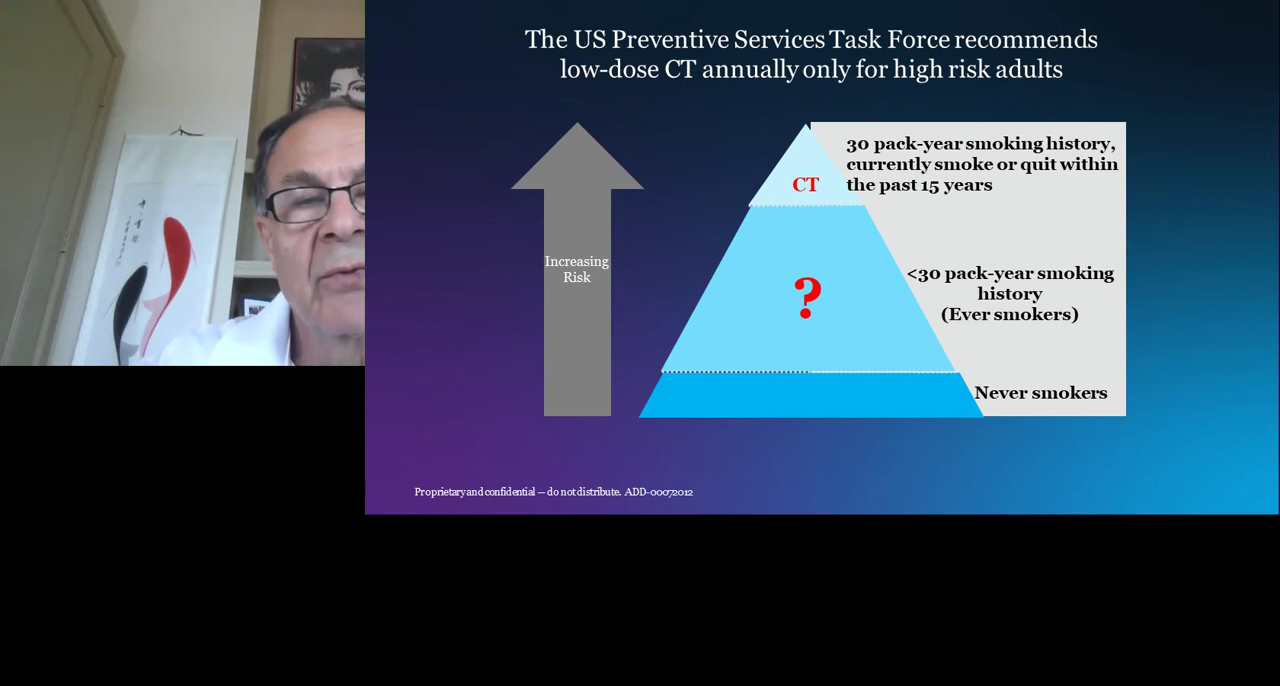 The US Preventive Services Task Force recommends
low-dose CT annually only for high risk adults
30 pack-year smoking history,
currently smoke or quit within
the past 15 years
CT
Increasing
Risk
?
<30 pack-year smoking
history
(Ever smokers)
Never smokers
Proprietary and confidential — do not distribute. ADD-00072012